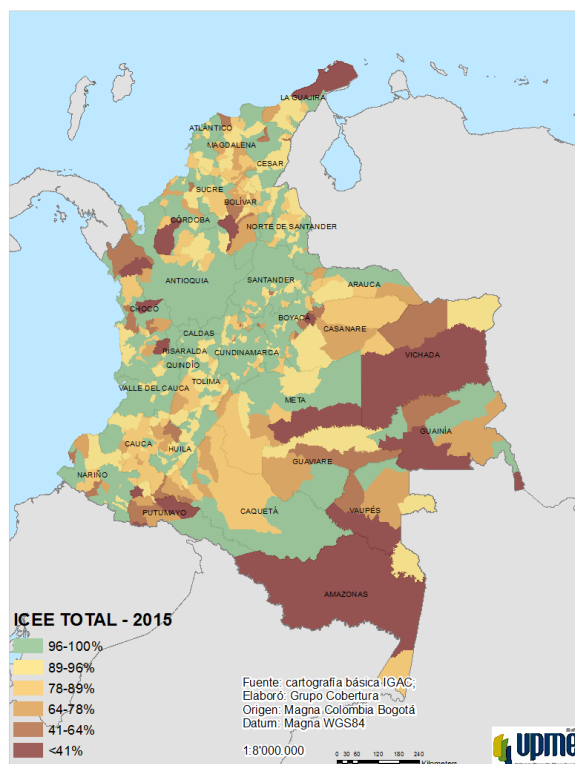 LA GUAJIRA
ATLÁNTICO
MAGDALENA
CESAR
SUCRE
BOLÍVAR
CÓRDOBA
NORTE DE SANTANDER
ANTIOQUIA
SANTANDER
ARAUCA
CHOCÓ
BOYACÁ
CALDAS
CASANARE
RISARALDA
CUNDINAMARCA
VICHADA
QUINDÍO
TOLIMA
VALLE DEL CAUCA
META
GUAINÍA
CAUCA
HUILA
GUAVIARE
NARIÑO
PUTUMAYO
CAQUETÁ
VAUPÉS
AMAZONAS
ICEE TOTAL - 2015
96-100%
89-96%
78-89%
64-78%
41-64%
<41%
Fuente: cartografía básica IGAC;
Elaboró: Grupo Cobertura
Origen: Magna Colombia Bogotá
Datum: Magna WGS84
1:8'000.000
0 30 60 120 180 240
Kilometers
upme